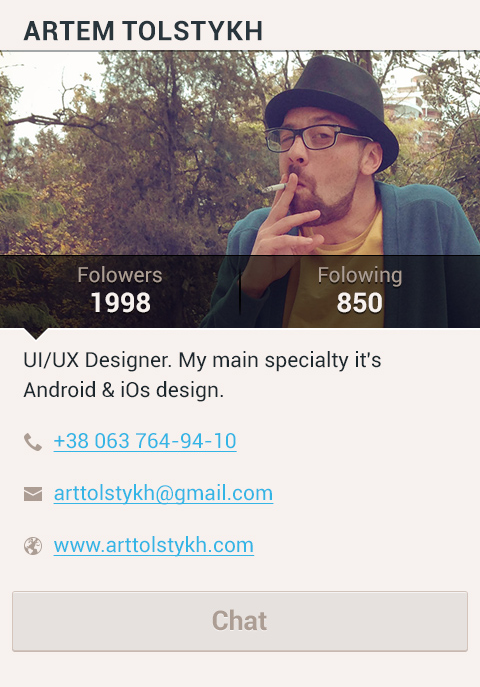 ARTEM TOLSTYKH
Folowers
Folowing
1998
850
UI/UX Designer. My main specialty it's
Android & iOs design.
+38 063 764-94-10
arttolstykh@gmail.com
www.arttolstykh.com
Chat